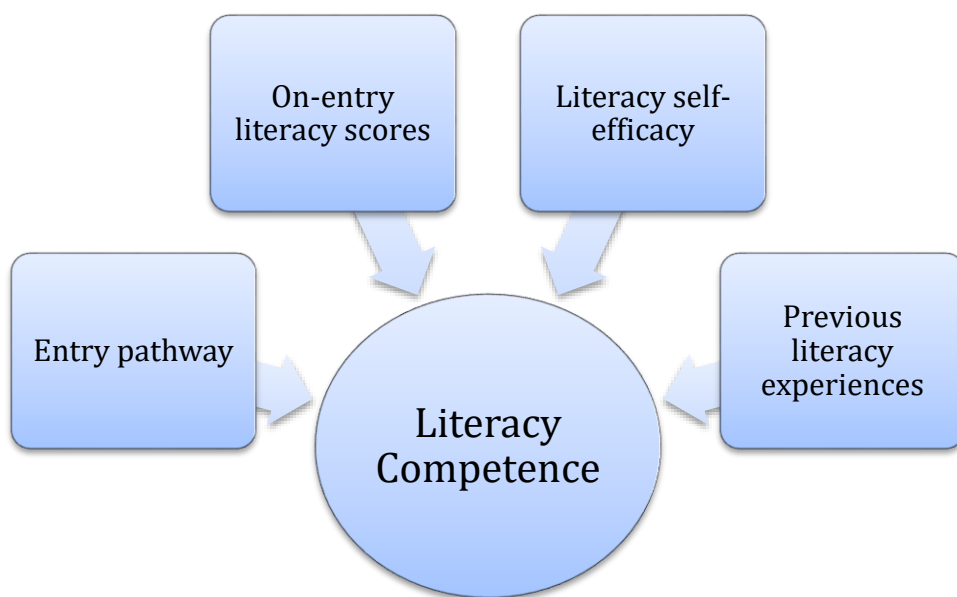 On-entry
literacy scores
Literacy self-
efficacy
Entry pathway
Previous
literacy
experiences
Literacy
Competence